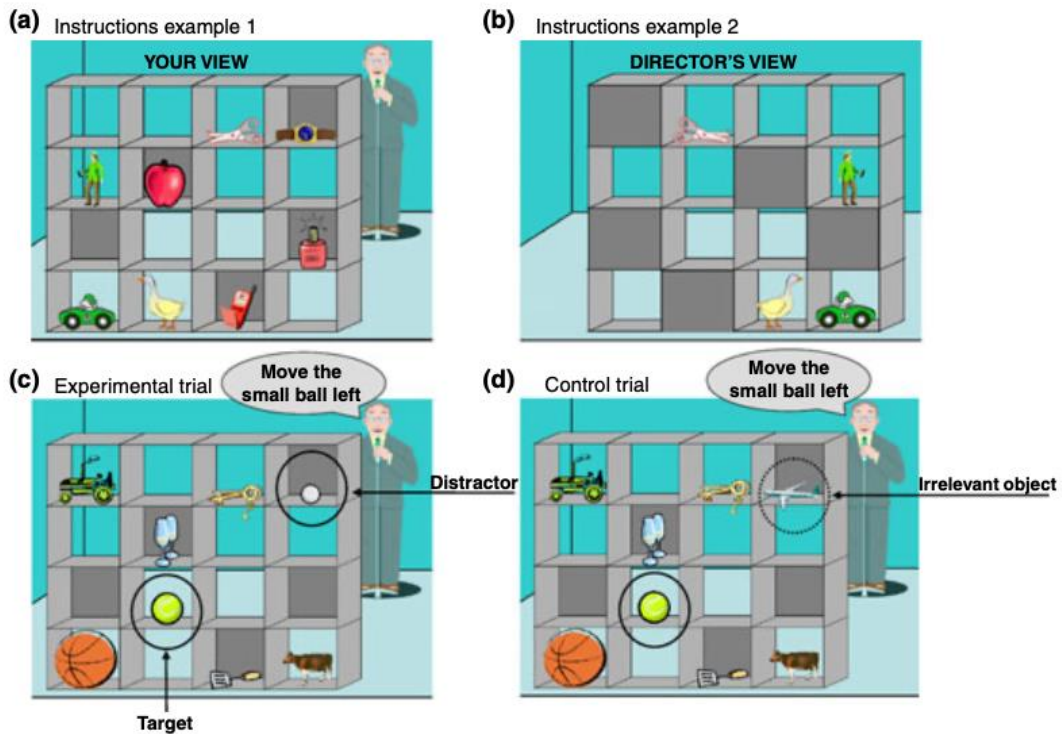 (a) Instructions example 1
YOUR VIEW
(b) Instructions example 2
DIRECTOR'S VIEW
(c) Experimental trial
Move the
small ball left
Distractor
Target
(d) Control trial
Move the
small ball left
Irrelevant object